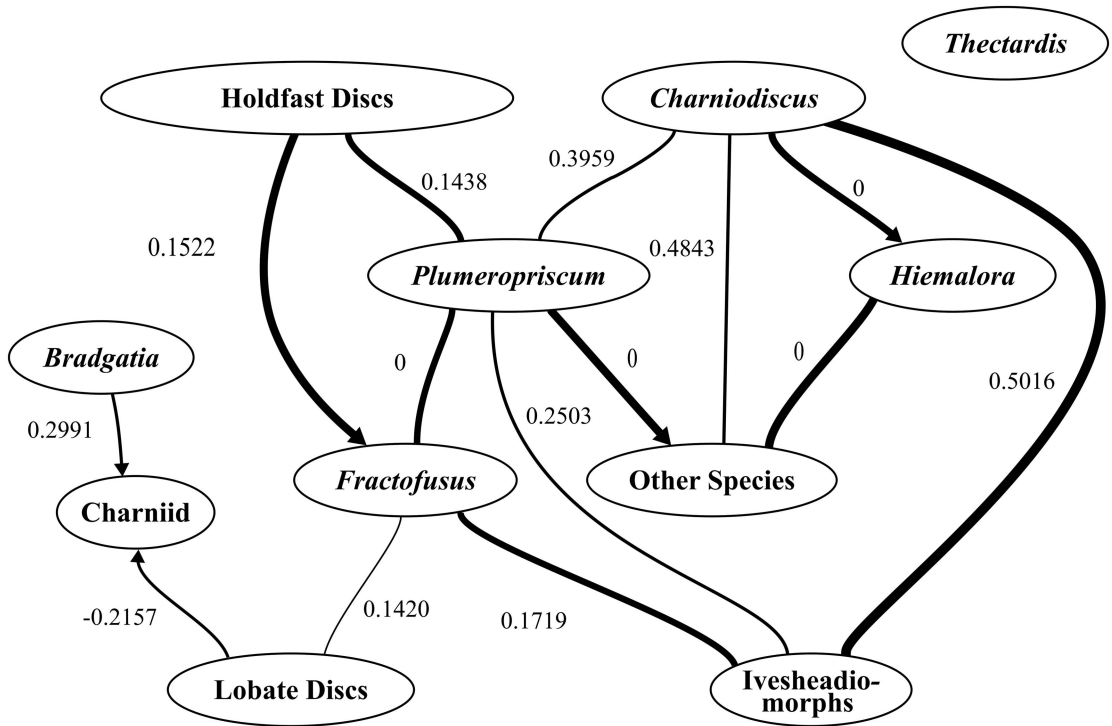 Thectardis
Holdfast Discs
Charniodiscus
0.3959
0.1438
0
0.1522
0.4843
Plumeropriscum
Hiemalora
Bradgatia
0
0
0
0.5016
0.2991
0.2503
Fractofusus
Other Species
Charniid
-0.2157
0.1420
0.1719
Lobate Discs
Ivesheadio-
morphs